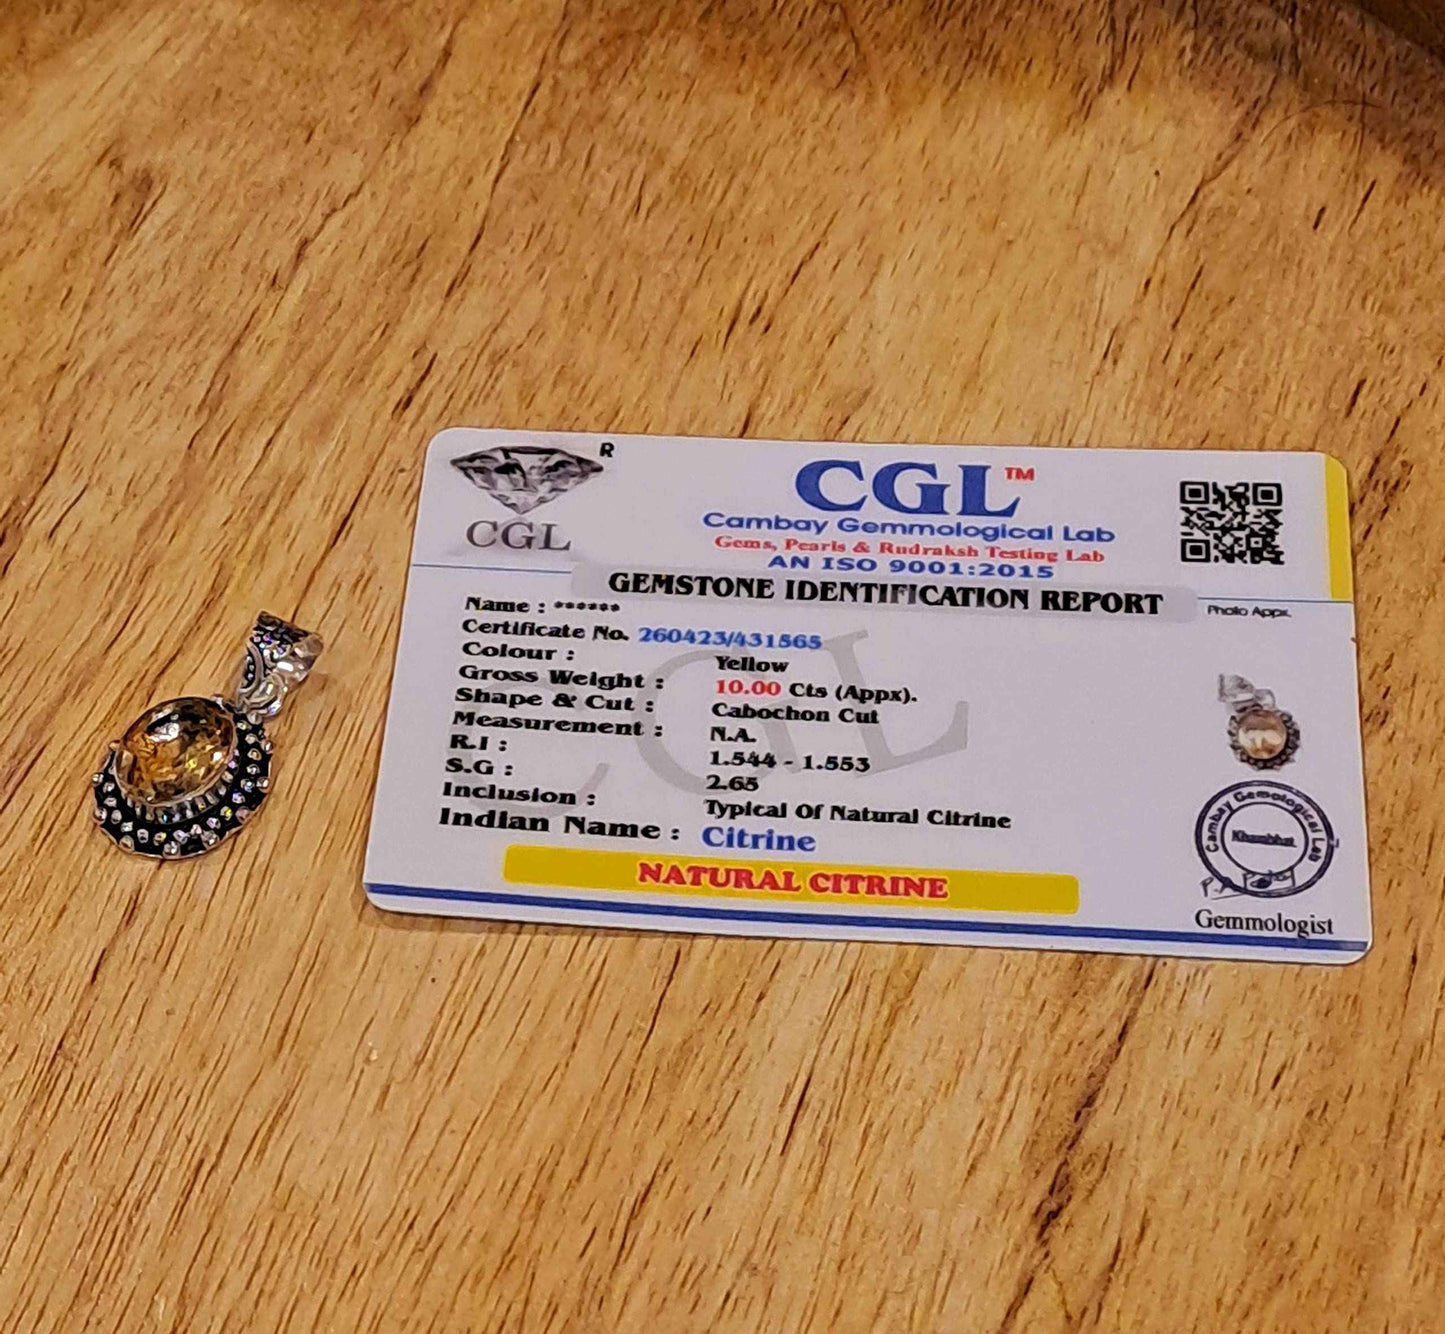 R
CGL
CGL™
Cambay Gemmological Lab
Gems, Pearls & Rudraksh Testing Lab
AN ISO 9001:2015
GEMSTONE IDENTIFICATION REPORT
Photo Appx.
Name : ******
Certificate No. 260423/431565
Colour : Yellow
Gross Weight : 10.00 Cts (Appx).
Shape & Cut : Cabochon Cut
Measurement : N.A.
R.I : 1.544 - 1.553
S.G : 2.65
Inclusion : Typical Of Natural Citrine
Indian Name : Citrine
NATURAL CITRINE
CGL
Cambay Gemological Lab
Khambhat.
Gemmologist